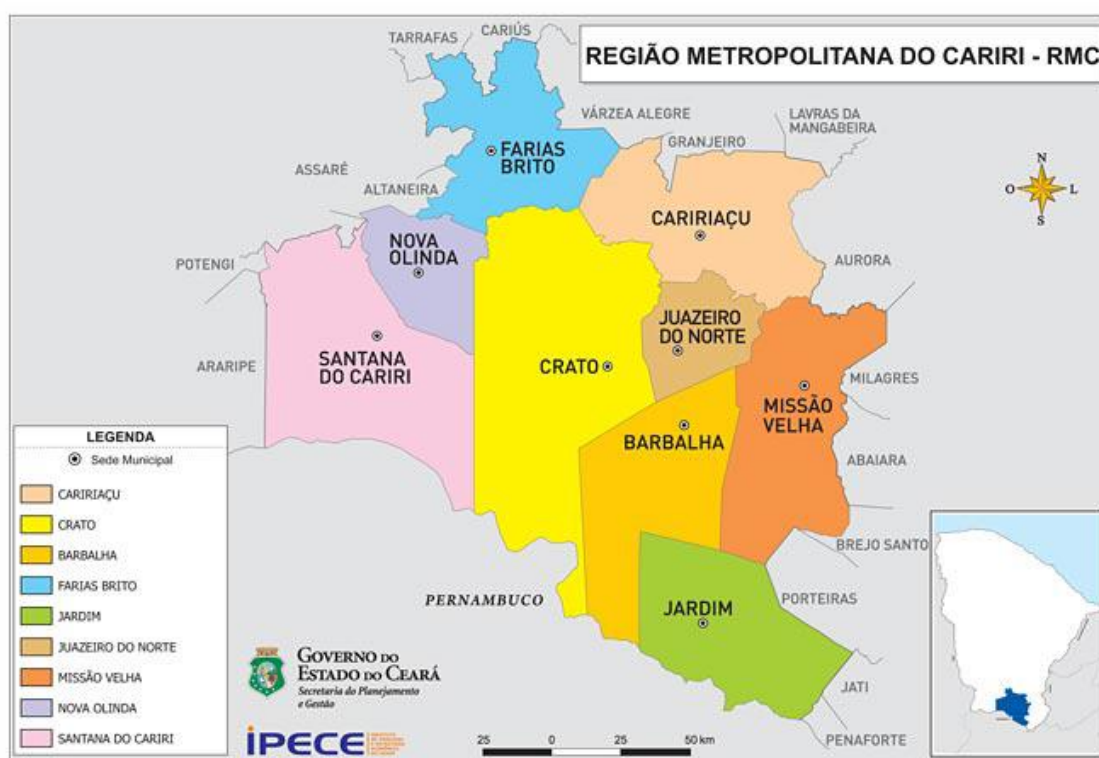 REGIÃO METROPOLITANA DO CARIRI - RMC
TARRAFAS
CARIÚS
VÁRZEA ALEGRE
LAVRAS DA
MANGABEIRA
GRANJEIRO
FARIAS
BRITO
ASSARÉ
ALTANEIRA
N
O
L
S
CARIRIAÇU
NOVA
OLINDA
POTENGI
AURORA
JUAZEIRO
DO NORTE
SANTANA
DO CARIRI
ARARIPE
CRATO
MILAGRES
MISSÃO
VELHA
BARBALHA
ABAIARA
BREJO SANTO
PERNAMBUCO
JARDIM
PORTEIRAS
JATI
PENAFORTE
LEGENDA
Sede Municipal
CARIRIAÇU
CRATO
BARBALHA
FARIAS BRITO
JARDIM
JUAZEIRO DO NORTE
MISSÃO VELHA
NOVA OLINDA
SANTANA DO CARIRI
GOVERNO DO
ESTADO DO CEARÁ
Secretaria do Planejamento
e Gestão
IPECE
25
0
25
50 km